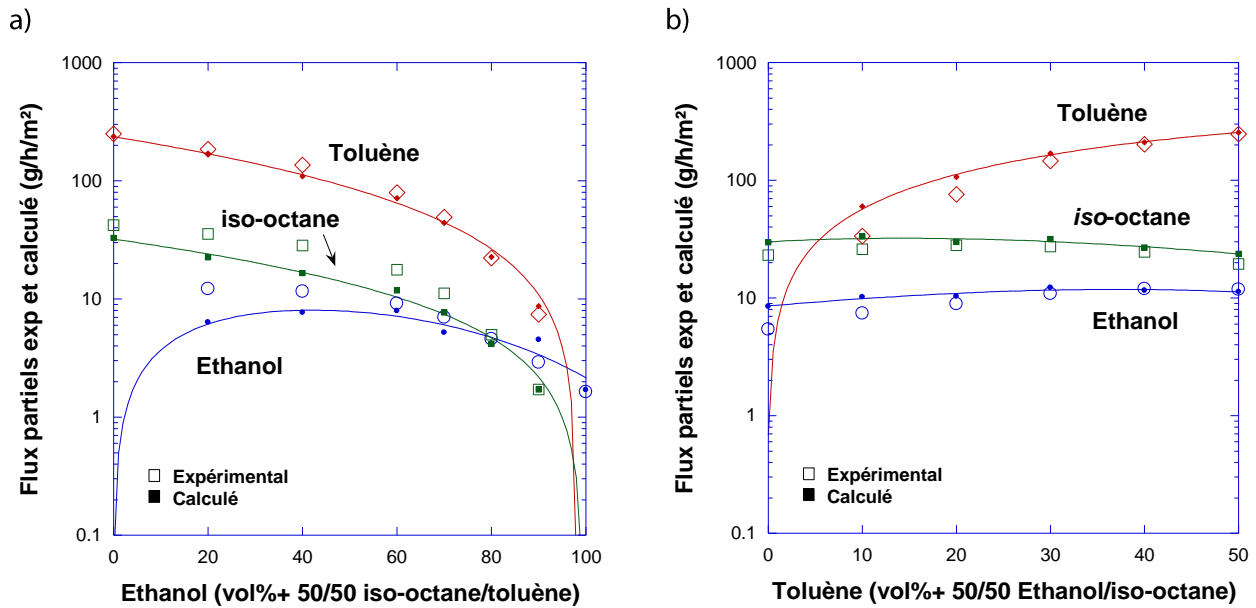 a)
Flux partiels exp et calculé (g/h/m²)
1000
100
10
1
0.1
Toluène
iso-octane
Ethanol
Expérimental
Calculé
0 20 40 60 80 100
Ethanol (vol%+ 50/50 iso-octane/toluène)
b)
Flux partiels exp et calculé (g/h/m²)
1000
100
10
1
0.1
Toluène
iso-octane
Ethanol
Expérimental
Calculé
0 10 20 30 40 50
Toluène (vol%+ 50/50 Ethanol/iso-octane)